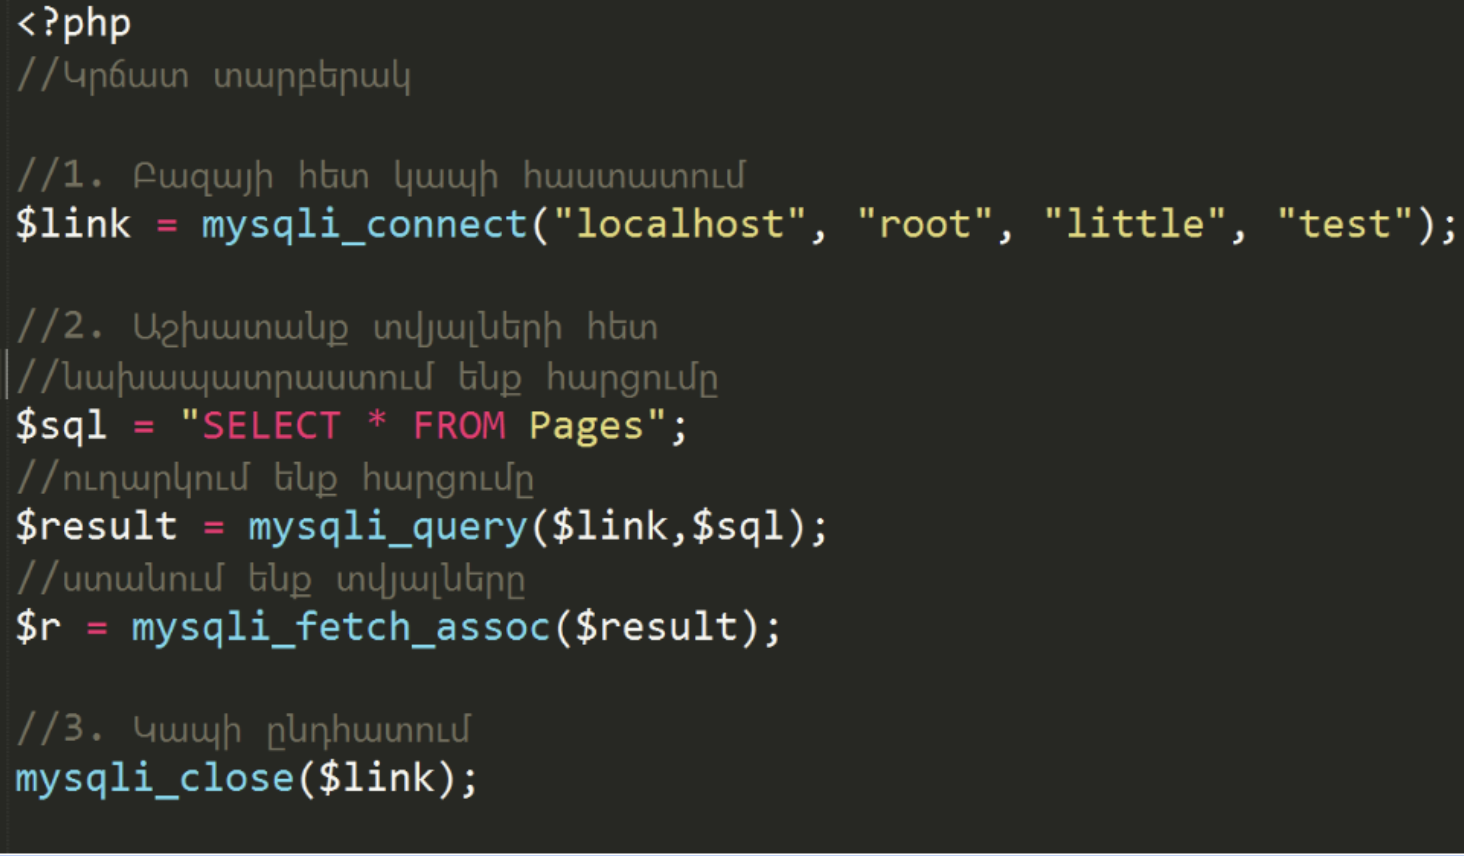 <?php
//Կրճատ տարբերակ
//1. Բազայի հետ կապի հաստատում
$link = mysqli_connect("localhost", "root", "little", "test");
//2. Աշխատանք տվյալների հետ
//նախապատրաստում ենք հարցումը
$sql = "SELECT * FROM Pages";
//ուղարկում ենք հարցումը
$result = mysqli_query($link,$sql);
//ստանում ենք տվյալները
$r = mysqli_fetch_assoc($result);
//3. Կապի ընդհատում
mysqli_close($link);